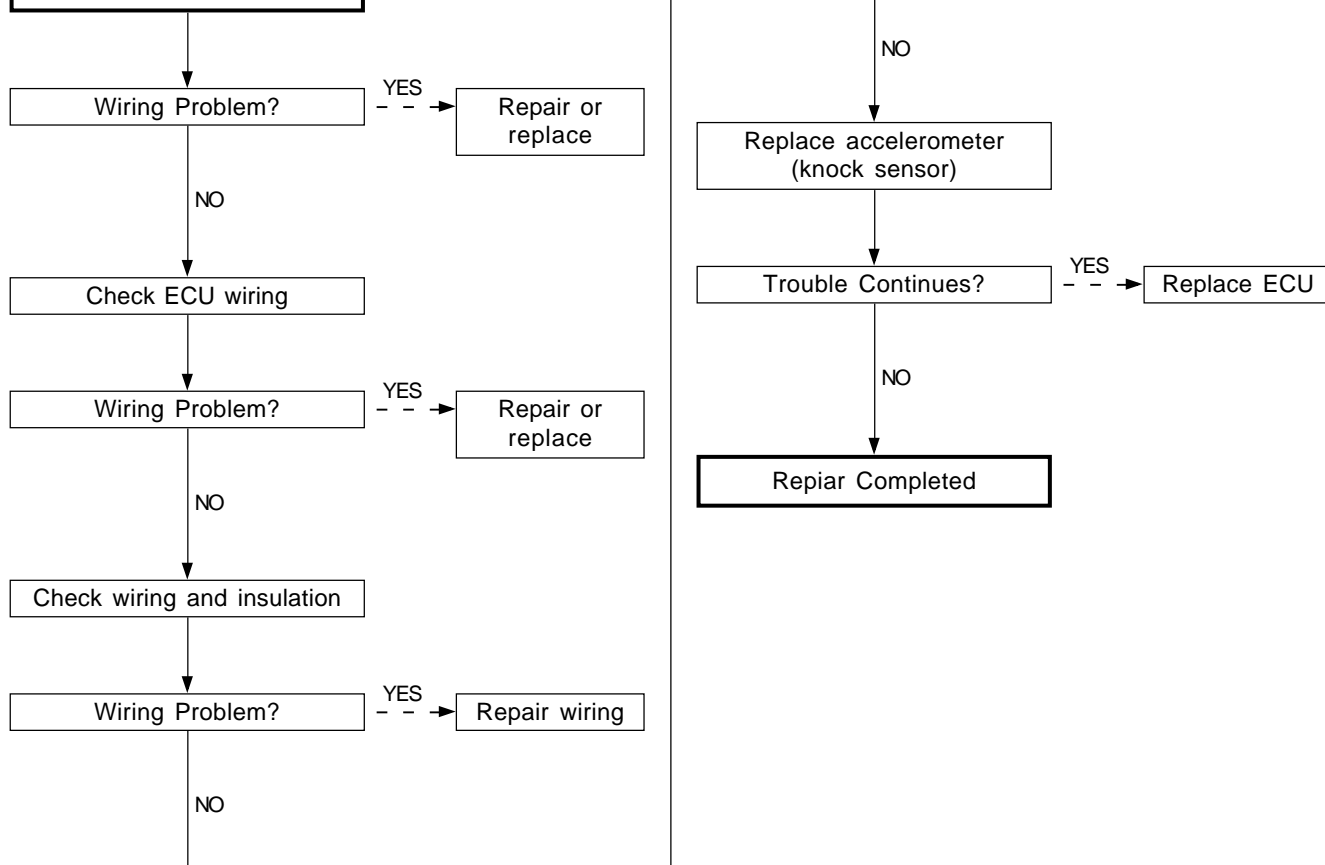 Wiring Problem?
YES
Repair or
replace
NO
Check ECU wiring
Wiring Problem?
YES
Repair or
replace
NO
Check wiring and insulation
Wiring Problem?
YES
Repair wiring
NO
NO
Replace accelerometer
(knock sensor)
Trouble Continues?
YES
Replace ECU
NO
Repiar Completed